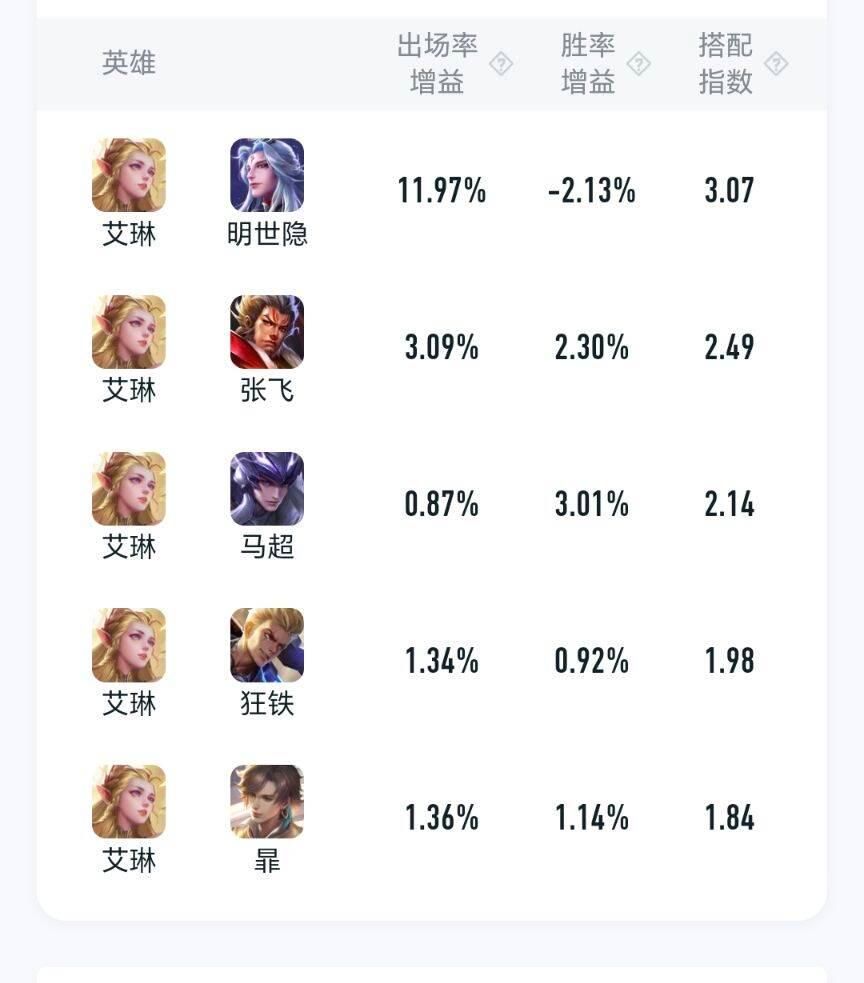 英雄
出场率
增益
胜率
增益
搭配
指数
艾琳 明世隐 11.97% -2.13% 3.07
艾琳 张飞 3.09% 2.30% 2.49
艾琳 马超 0.87% 3.01% 2.14
艾琳 狂铁 1.34% 0.92% 1.98
艾琳 暃 1.36% 1.14% 1.84